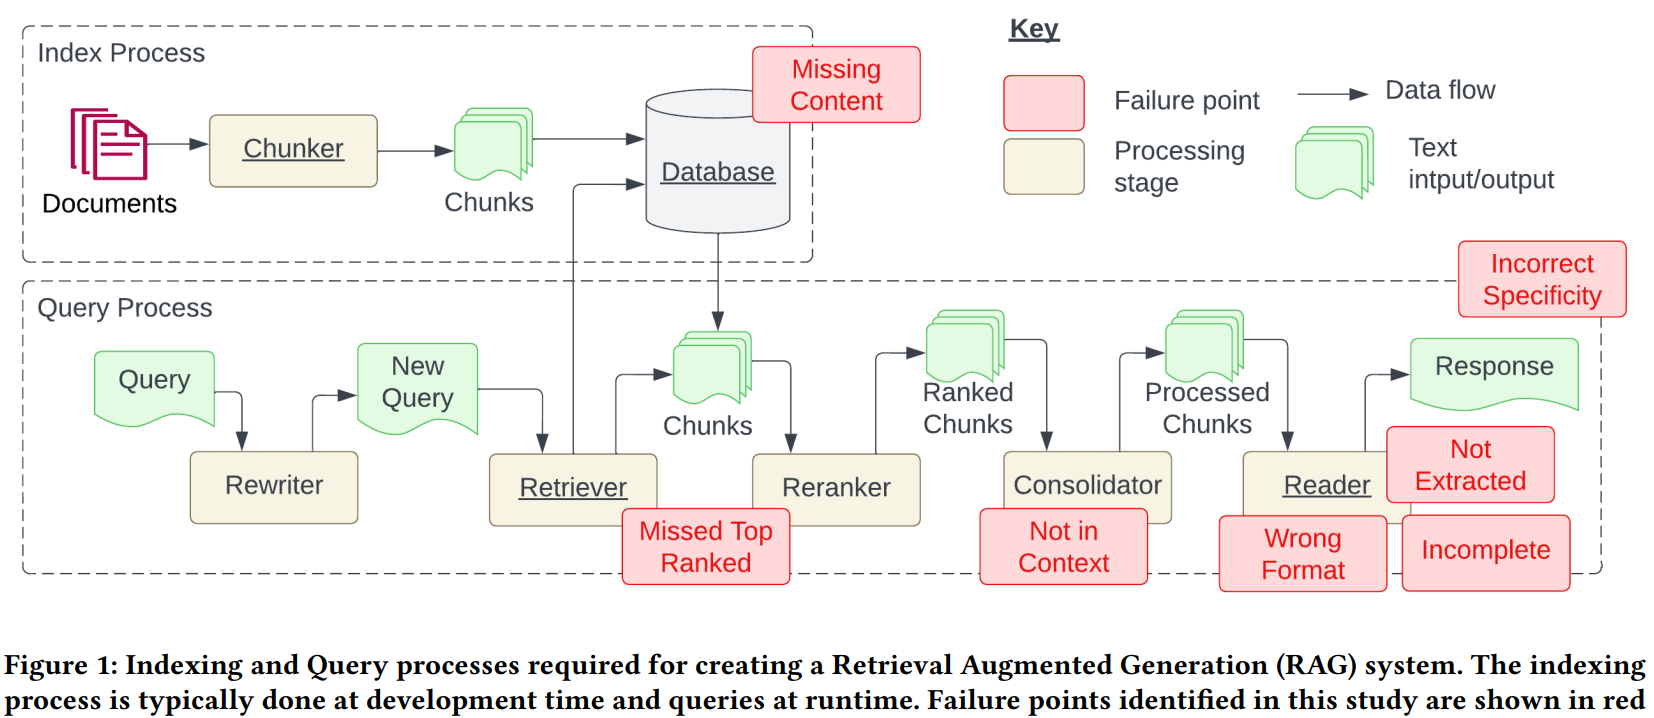 Index Process
Missing
Content
Documents
Chunker
Chunks
Database
Key
Failure point
Data flow
Processing
stage
Text
intput/output
Query Process
Incorrect
Specificity
Query
New
Query
Chunks
Ranked
Chunks
Processed
Chunks
Response
Rewriter
Retriever
Reranker
Consolidator
Reader
Not
Extracted
Missed Top
Ranked
Not in
Context
Wrong
Format
Incomplete
Figure 1: Indexing and Query processes required for creating a Retrieval Augmented Generation (RAG) system. The indexing
process is typically done at development time and queries at runtime. Failure points identified in this study are shown in red